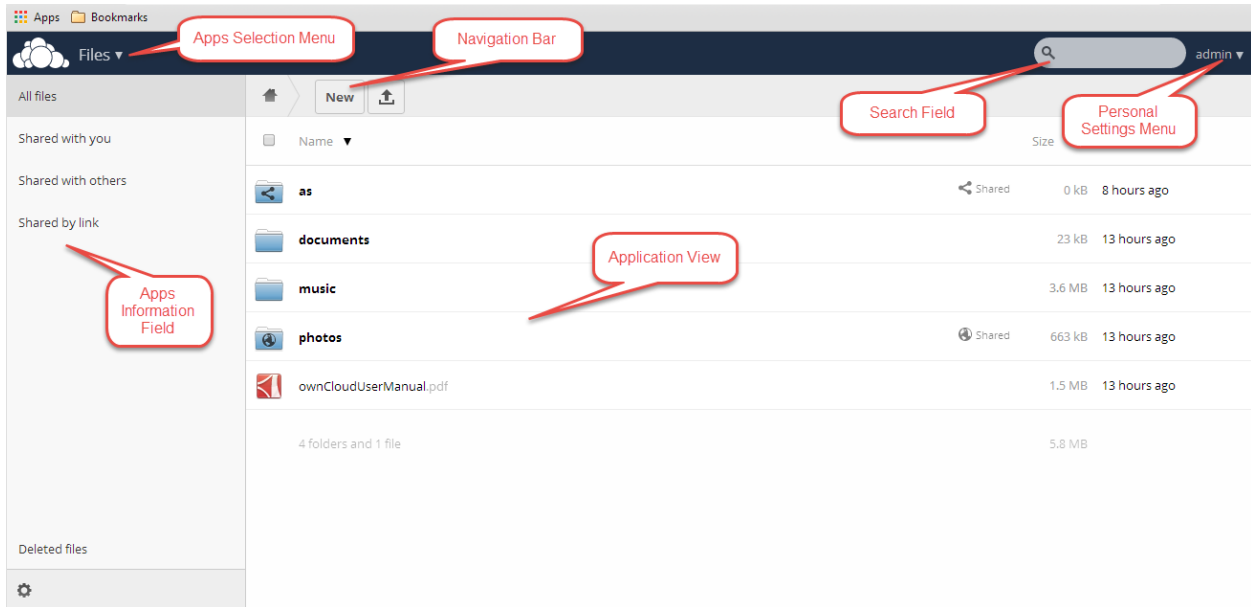 Apps Bookmarks
Apps Selection Menu
Navigation Bar
Files ▾
admin ▾
All files
New
Search Field
Personal
Settings Menu
Shared with you
Name ▼
Size
Shared with others
as Shared 0 kB 8 hours ago
Shared by link
documents 23 kB 13 hours ago
Application View
music 3.6 MB 13 hours ago
Apps
Information
Field
photos Shared 663 kB 13 hours ago
ownCloudUserManual.pdf 1.5 MB 13 hours ago
4 folders and 1 file 5.8 MB
Deleted files